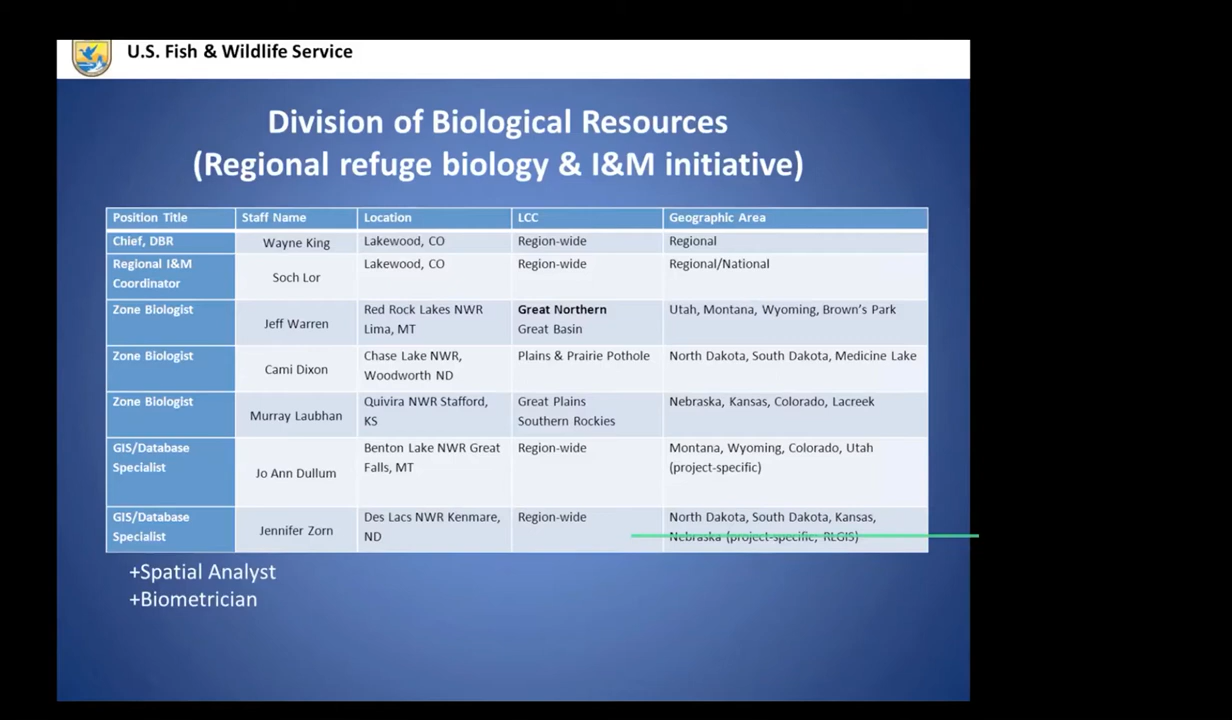 U.S. Fish & Wildlife Service
Division of Biological Resources
(Regional refuge biology & I&M initiative)
Position Title Staff Name Location LCC Geographic Area
Chief, DBR Wayne King Lakewood, CO Region-wide Regional
Regional I&M Lakewood, CO Region-wide Regional/National
Coordinator Soch Lor
Zone Biologist Red Rock Lakes NWR Great Northern Utah, Montana, Wyoming, Brown's Park
Jeff Warren Lima, MT Great Basin
Zone Biologist Chase Lake NWR, Plains & Prairie Pothole North Dakota, South Dakota, Medicine Lake
Cami Dixon Woodworth ND
Zone Biologist Quivira NWR Stafford, Great Plains Nebraska, Kansas, Colorado, Lacreek
Murray Laubhan KS Southern Rockies
GIS/Database Benton Lake NWR Great Region-wide Montana, Wyoming, Colorado, Utah
Specialist Jo Ann Dullum Falls, MT (project-specific)
GIS/Database Des Lacs NWR Kenmare, Region-wide North Dakota, South Dakota, Kansas,
Specialist Jennifer Zorn ND Nebraska (project-specific, RLGIS)
+Spatial Analyst
+Biometrician